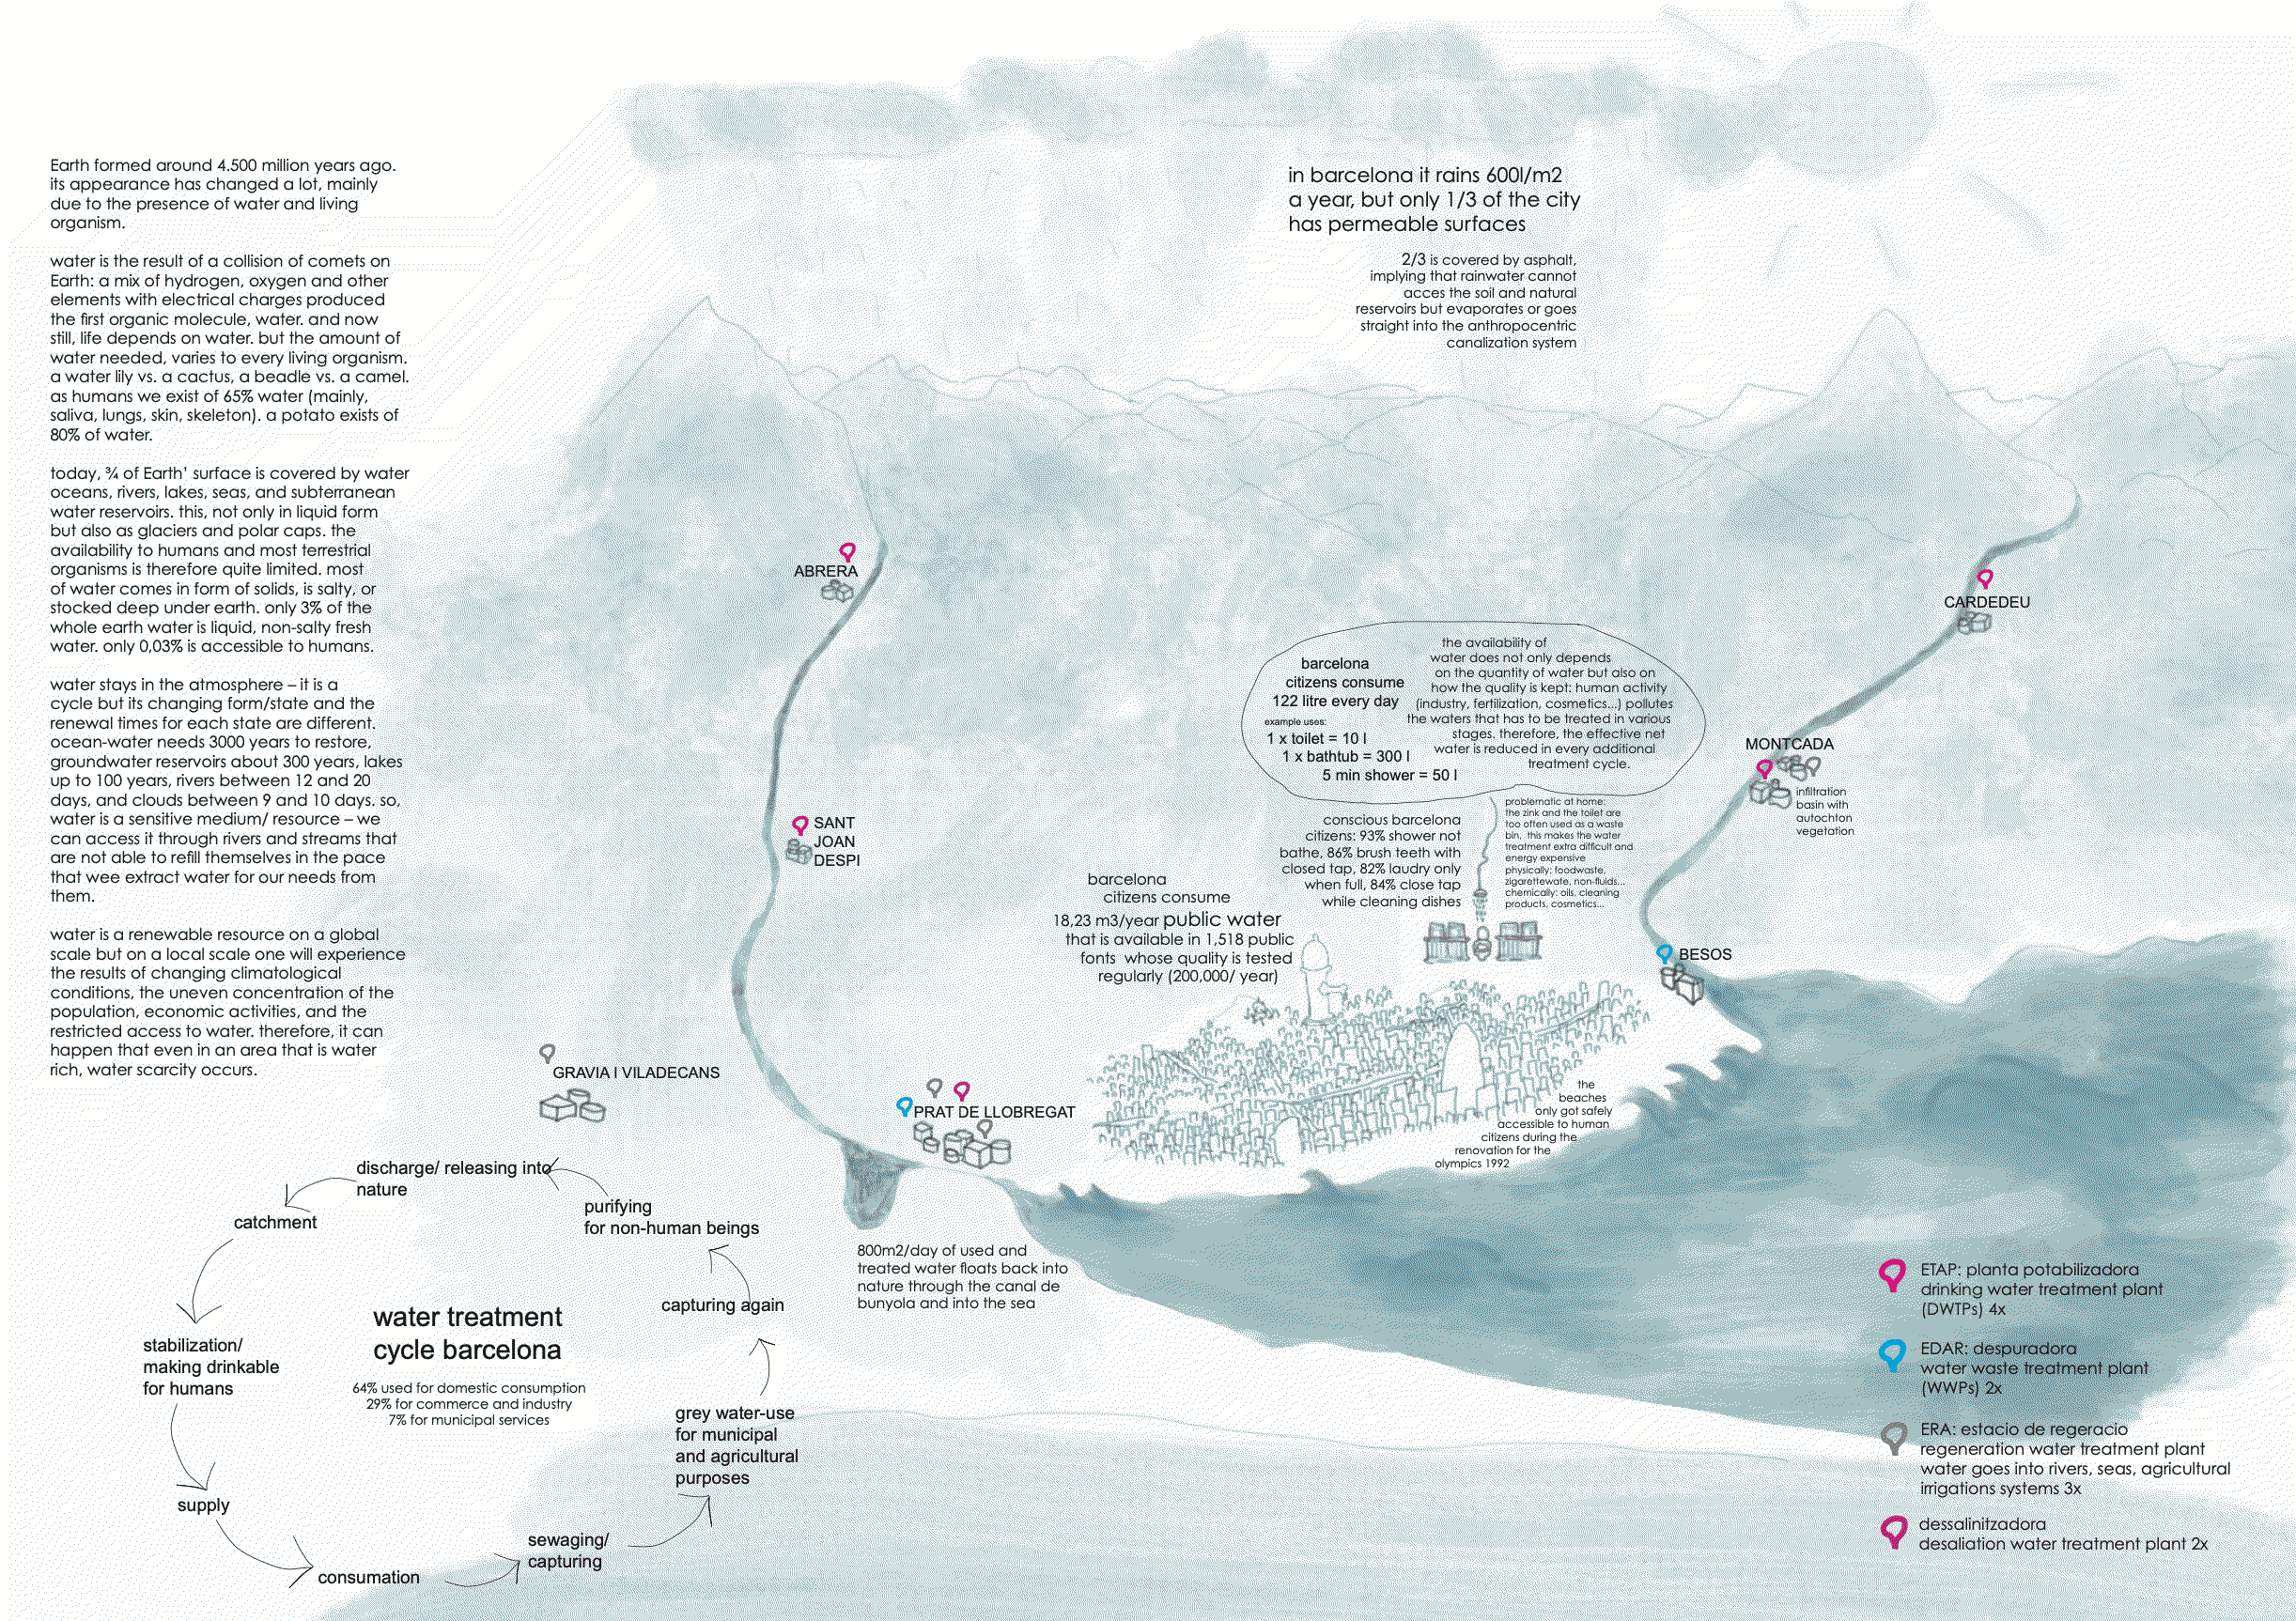 Earth formed around 4.500 million years ago.
its appearance has changed a lot, mainly
due to the presence of water and living
organism.
water is the result of a collision of comets on
Earth: a mix of hydrogen, oxygen and other
elements with electrical charges produced
the first organic molecule, water. and now
still, life depends on water. but the amount of
water needed, varies to every living organism.
a water lily vs. a cactus, a beadle vs. a camel.
as humans we exist of 65% water (mainly,
saliva, lungs, skin, skeleton). a potato exists of
80% of water.
today, ¾ of Earth' surface is covered by water
oceans, rivers, lakes, seas, and subterranean
water reservoirs. this, not only in liquid form
but also as glaciers and polar caps. the
availability to humans and most terrestrial
organisms is therefore quite limited. most
of water comes in form of solids, is salty, or
stocked deep under earth. only 3% of the
whole earth water is liquid, non-salty fresh
water. only 0,03% is accessible to humans.
water stays in the atmosphere – it is a
cycle but its changing form/state and the
renewal times for each state are different.
ocean-water needs 3000 years to restore,
groundwater reservoirs about 300 years, lakes
up to 100 years, rivers between 12 and 20
days, and clouds between 9 and 10 days. so,
water is a sensitive medium/ resource – we
can access it through rivers and streams that
are not able to refill themselves in the pace
that wee extract water for our needs from
them.
water is a renewable resource on a global
scale but on a local scale one will experience
the results of changing climatological
conditions, the uneven concentration of the
population, economic activities, and the
restricted access to water. therefore, it can
happen that even in an area that is water
rich, water scarcity occurs.
in barcelona it rains 600l/m2
a year, but only 1/3 of the city
has permeable surfaces
2/3 is covered by asphalt,
implying that rainwater cannot
acces the soil and natural
reservoirs but evaporates or goes
straight into the anthropocentric
canalization system
ABRERA
CARDEDEU
barcelona
citizens consume
122 litre every day
example uses:
1 x toilet = 10 l
1 x bathtub = 300 l
5 min shower = 50 l
the availability of
water does not only depends
on the quantity of water but also on
how the quality is kept: human activity
(industry, fertilization, cosmetics...) pollutes
the waters that has to be treated in various
stages. therefore, the effective net
water is reduced in every additional
treatment cycle.
MONTCADA
infiltration
basin with
autochton
vegetation
SANT
JOAN
DESPI
conscious barcelona
citizens: 93% shower not
bathe, 86% brush teeth with
closed tap, 82% laudry only
when full, 84% close tap
while cleaning dishes
problematic at home:
the zink and the toilet are
too often used as a waste
bin, this makes the water
treatment extra difficult and
energy expensive
physically: foodwaste,
zigarettewate, non-fluids...
chemically: oils, cleaning
products, cosmetics...
barcelona
citizens consume
18,23 m3/year public water
that is available in 1,518 public
fonts whose quality is tested
regularly (200,000/ year)
BESOS
GRAVIA I VILADECANS
PRAT DE LLOBREGAT
the
beaches
only got safely
accessible to human
citizens during the
renovation for the
olympics 1992
800m2/day of used and
treated water floats back into
nature through the canal de
bunyola and into the sea
discharge/ releasing into
nature
catchment
stabilization/
making drinkable
for humans
supply
consumation
sewaging/
capturing
grey water-use
for municipal
and agricultural
purposes
capturing again
purifying
for non-human beings
water treatment
cycle barcelona
64% used for domestic consumption
29% for commerce and industry
7% for municipal services
ETAP: planta potabilizadora
drinking water treatment plant
(DWTPs) 4x
EDAR: despuradora
water waste treatment plant
(WWPs) 2x
ERA: estacio de regeracio
regeneration water treatment plant
water goes into rivers, seas, agricultural
irrigations systems 3x
dessalinitzadora
desaliation water treatment plant 2x